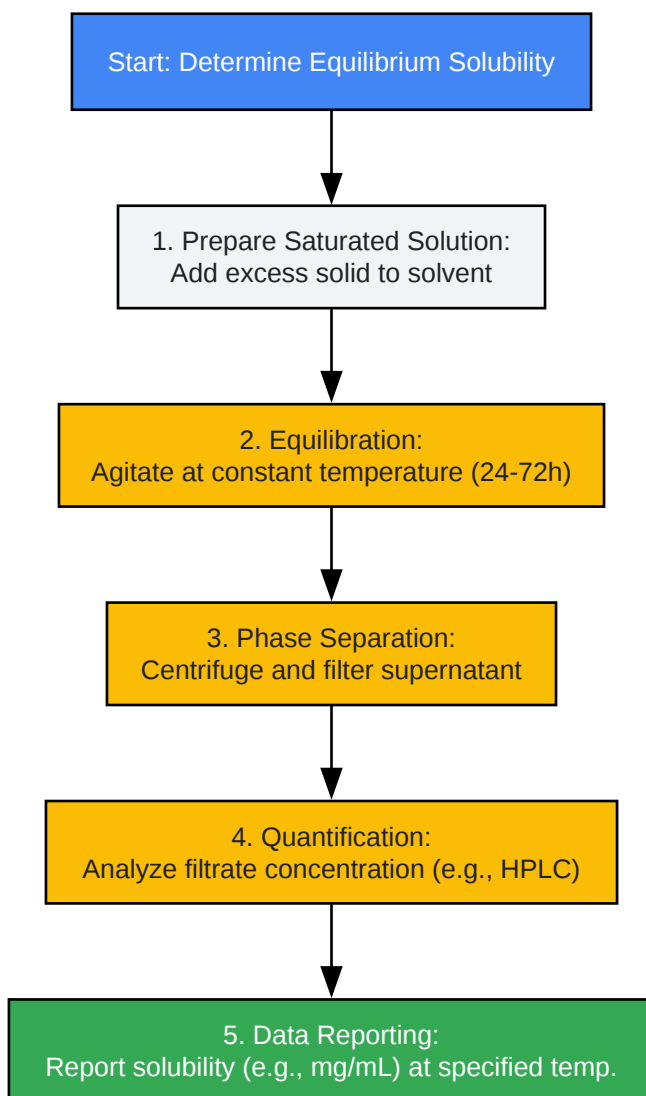 Start: Determine Equilibrium Solubility
1. Prepare Saturated Solution:
Add excess solid to solvent
2. Equilibration:
Agitate at constant temperature (24-72h)
3. Phase Separation:
Centrifuge and filter supernatant
4. Quantification:
Analyze filtrate concentration (e.g., HPLC)
5. Data Reporting:
Report solubility (e.g., mg/mL) at specified temp.